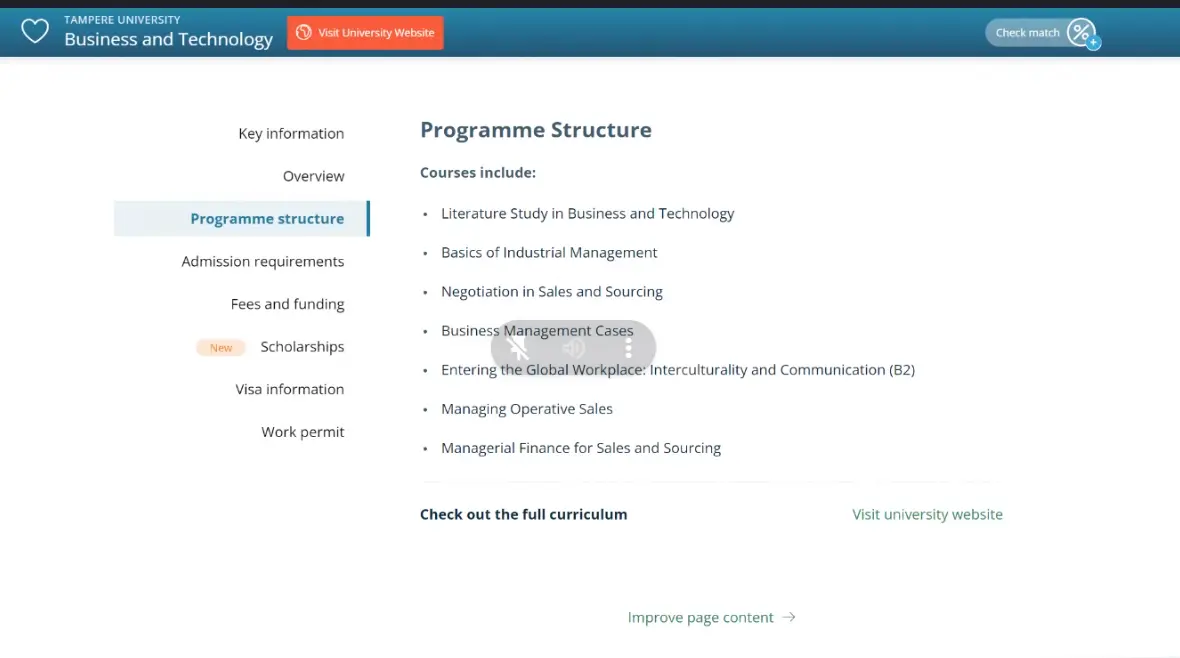 TAMPERE UNIVERSITY
Business and Technology
Visit University Website
Check match
Key information
Overview
Programme structure
Admission requirements
Fees and funding
New Scholarships
Visa information
Work permit
Programme Structure
Courses include:
• Literature Study in Business and Technology
• Basics of Industrial Management
• Negotiation in Sales and Sourcing
• Business Management Cases
• Entering the Global Workplace: Interculturality and Communication (B2)
• Managing Operative Sales
• Managerial Finance for Sales and Sourcing
Check out the full curriculum
Visit university website
Improve page content →